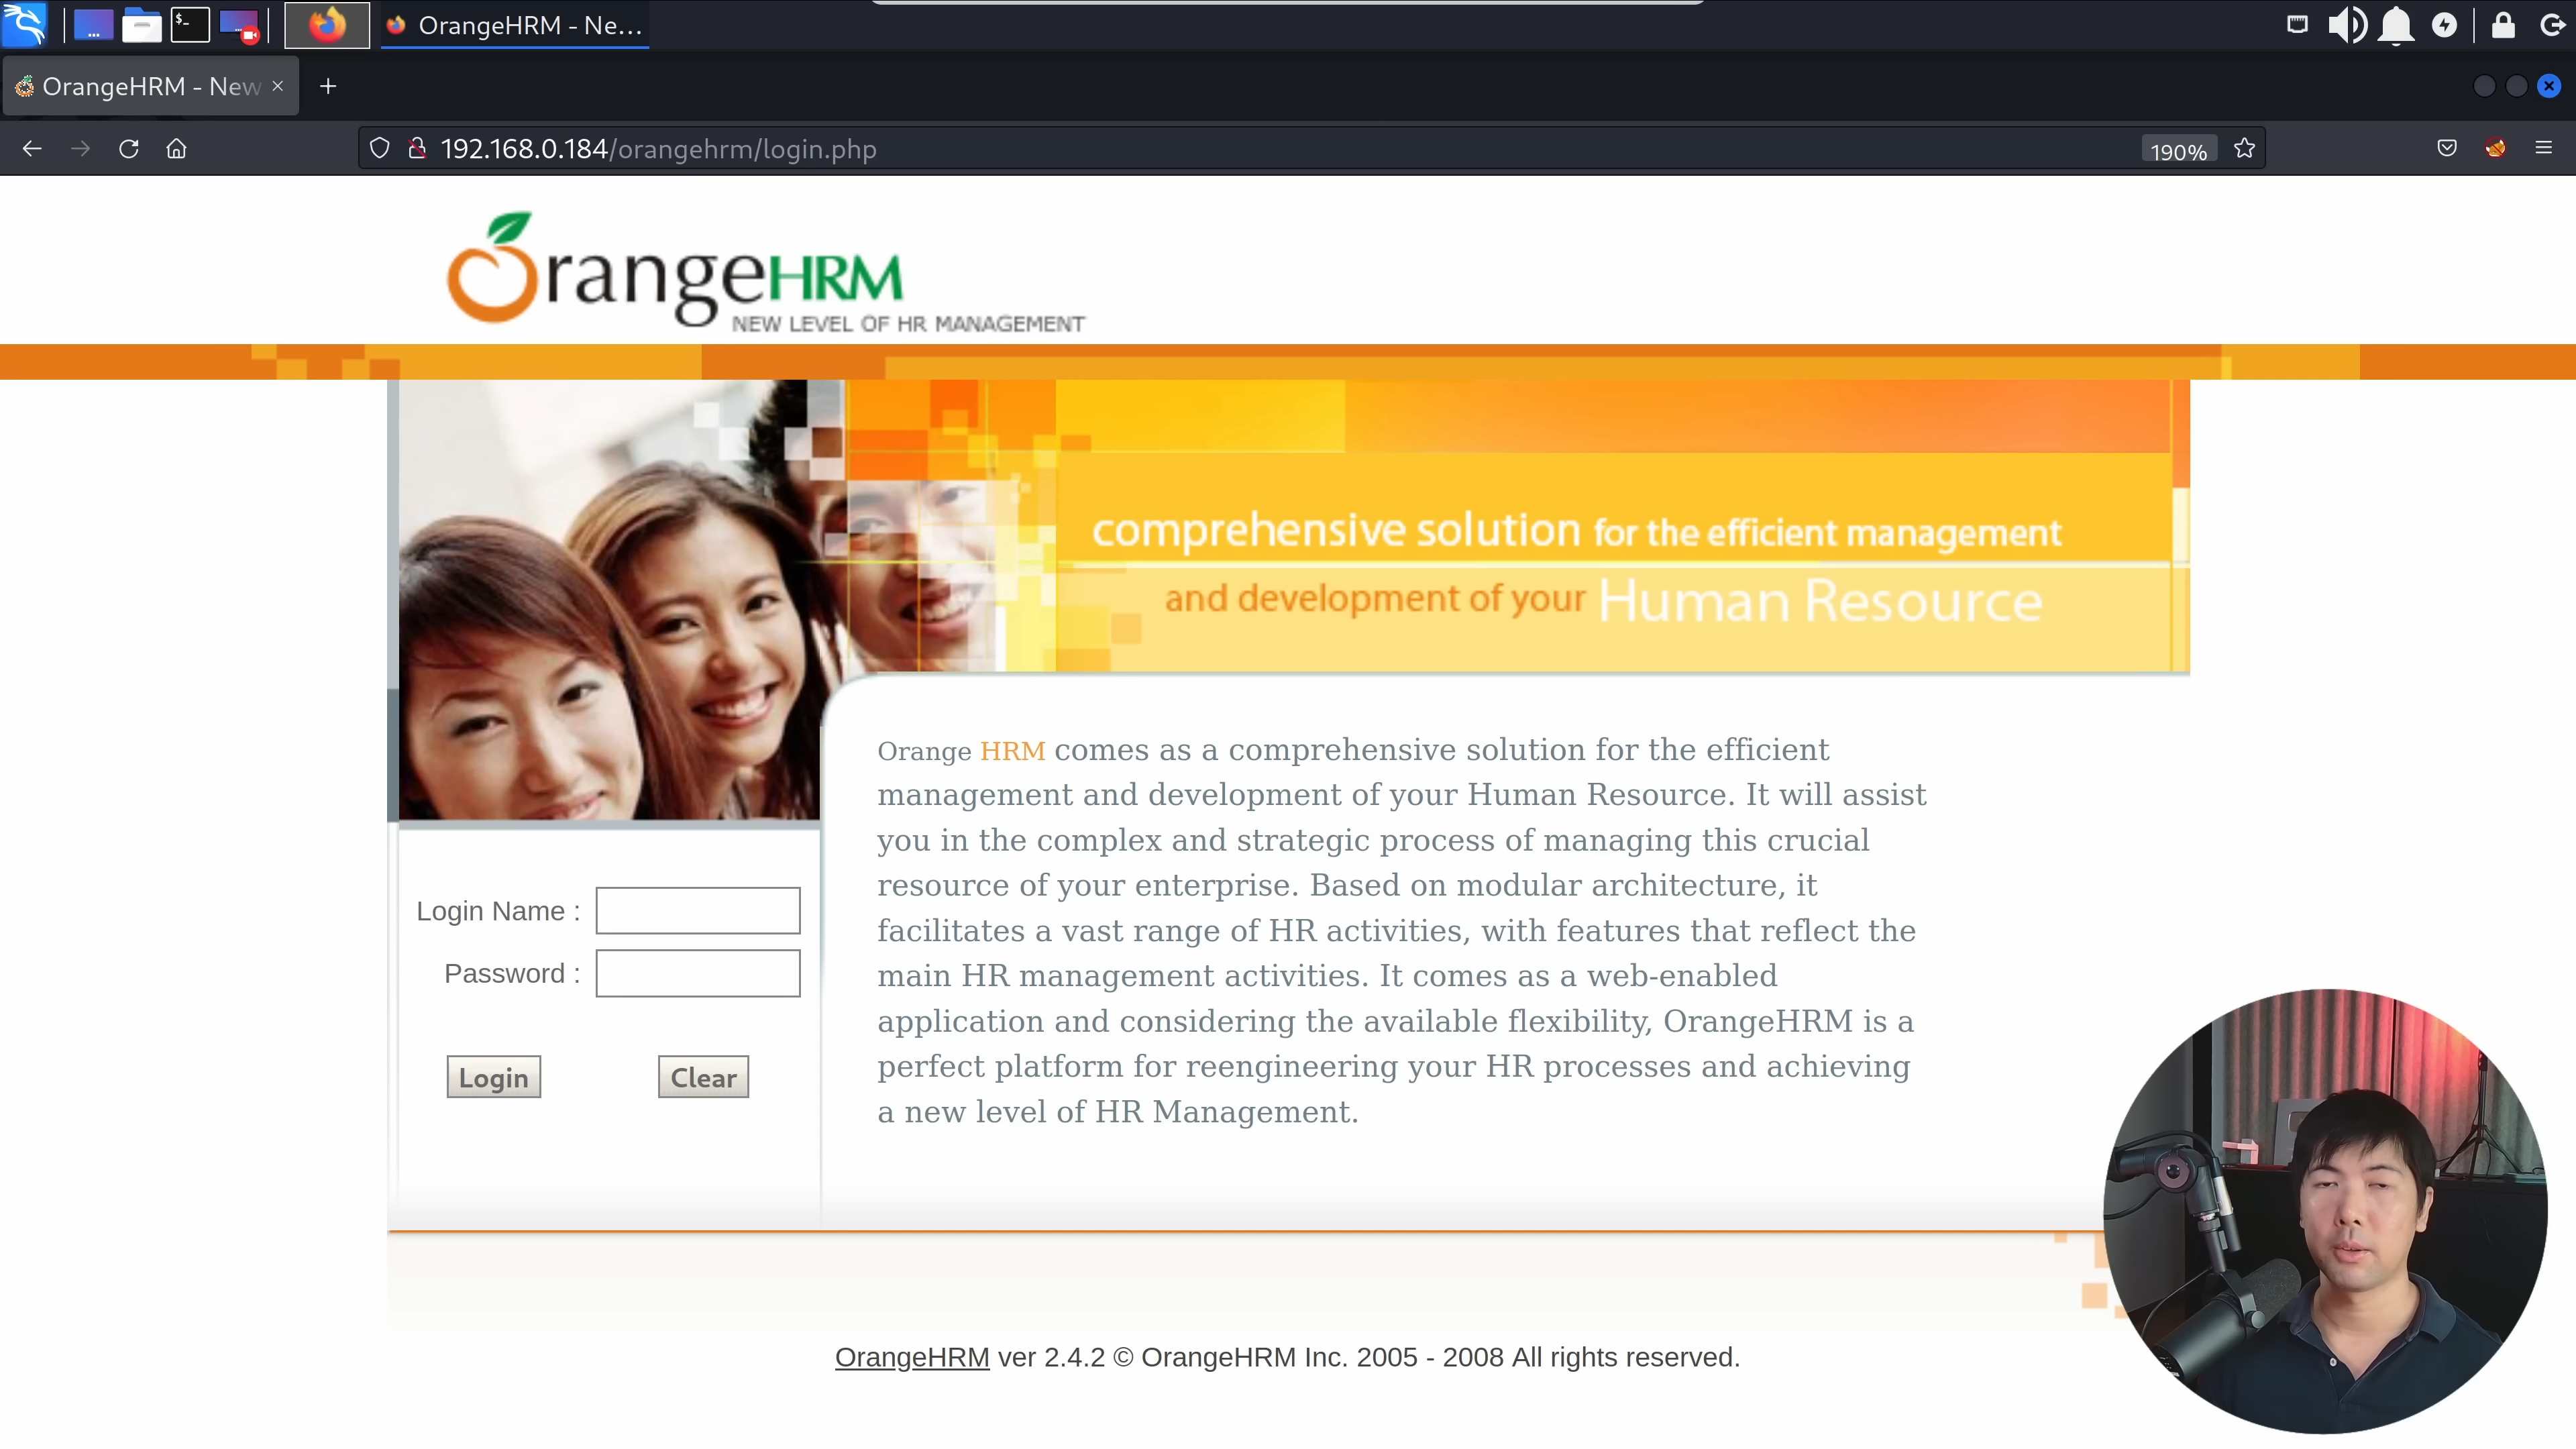 OrangeHRM - Ne...
OrangeHRM - New
192.168.0.184/orangehrm/login.php
190%
OrangeHRM
NEW LEVEL OF HR MANAGEMENT
comprehensive solution for the efficient management
and development of your Human Resource
Orange HRM comes as a comprehensive solution for the efficient
management and development of your Human Resource. It will assist
you in the complex and strategic process of managing this crucial
resource of your enterprise. Based on modular architecture, it
facilitates a vast range of HR activities, with features that reflect the
main HR management activities. It comes as a web-enabled
application and considering the available flexibility, OrangeHRM is a
perfect platform for reengineering your HR processes and achieving
a new level of HR Management.
Login Name :
Password :
Login Clear
OrangeHRM ver 2.4.2 © OrangeHRM Inc. 2005 - 2008 All rights reserved.